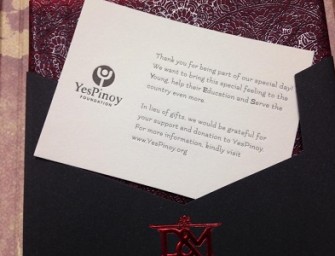 YesPinoy
FOUNDATION
Thank you for being part of our special day!
We want to bring this special feeling to the
Young, help their Education and Serve the
country even more.
In lieu of gifts, we would be grateful for
your support and donation to YesPinoy.
For more information, kindly visit
www.YesPinoy.org
D&M